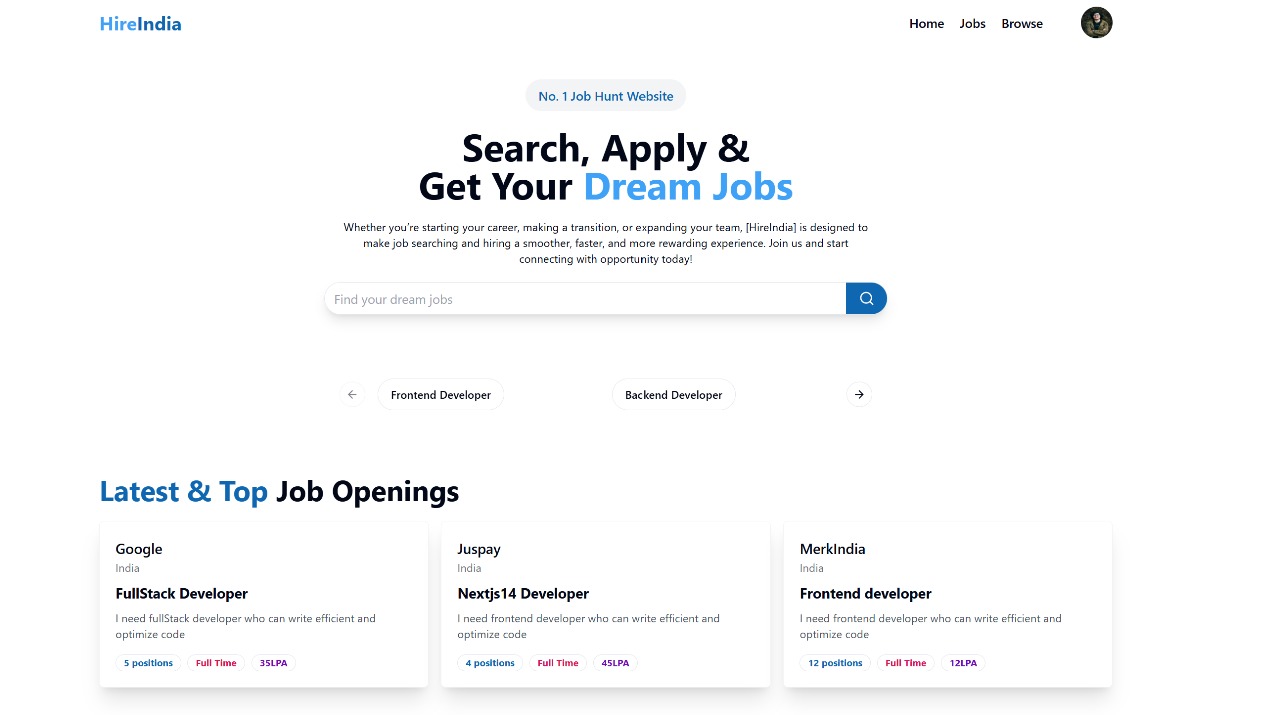 HireIndia
Home Jobs Browse
No. 1 Job Hunt Website
Search, Apply &
Get Your Dream Jobs
Whether you're starting your career, making a transition, or expanding your team, [HireIndia] is designed to
make job searching and hiring a smoother, faster, and more rewarding experience. Join us and start
connecting with opportunity today!
Find your dream jobs
Frontend Developer
Backend Developer
Latest & Top Job Openings
Google
India
FullStack Developer
I need fullStack developer who can write efficient and
optimize code
5 positions Full Time 35LPA
Juspay
India
Nextjs14 Developer
I need frontend developer who can write efficient and
optimize code
4 positions Full Time 45LPA
MerkIndia
India
Frontend developer
I need frontend developer who can write efficient and
optimize code
12 positions Full Time 12LPA